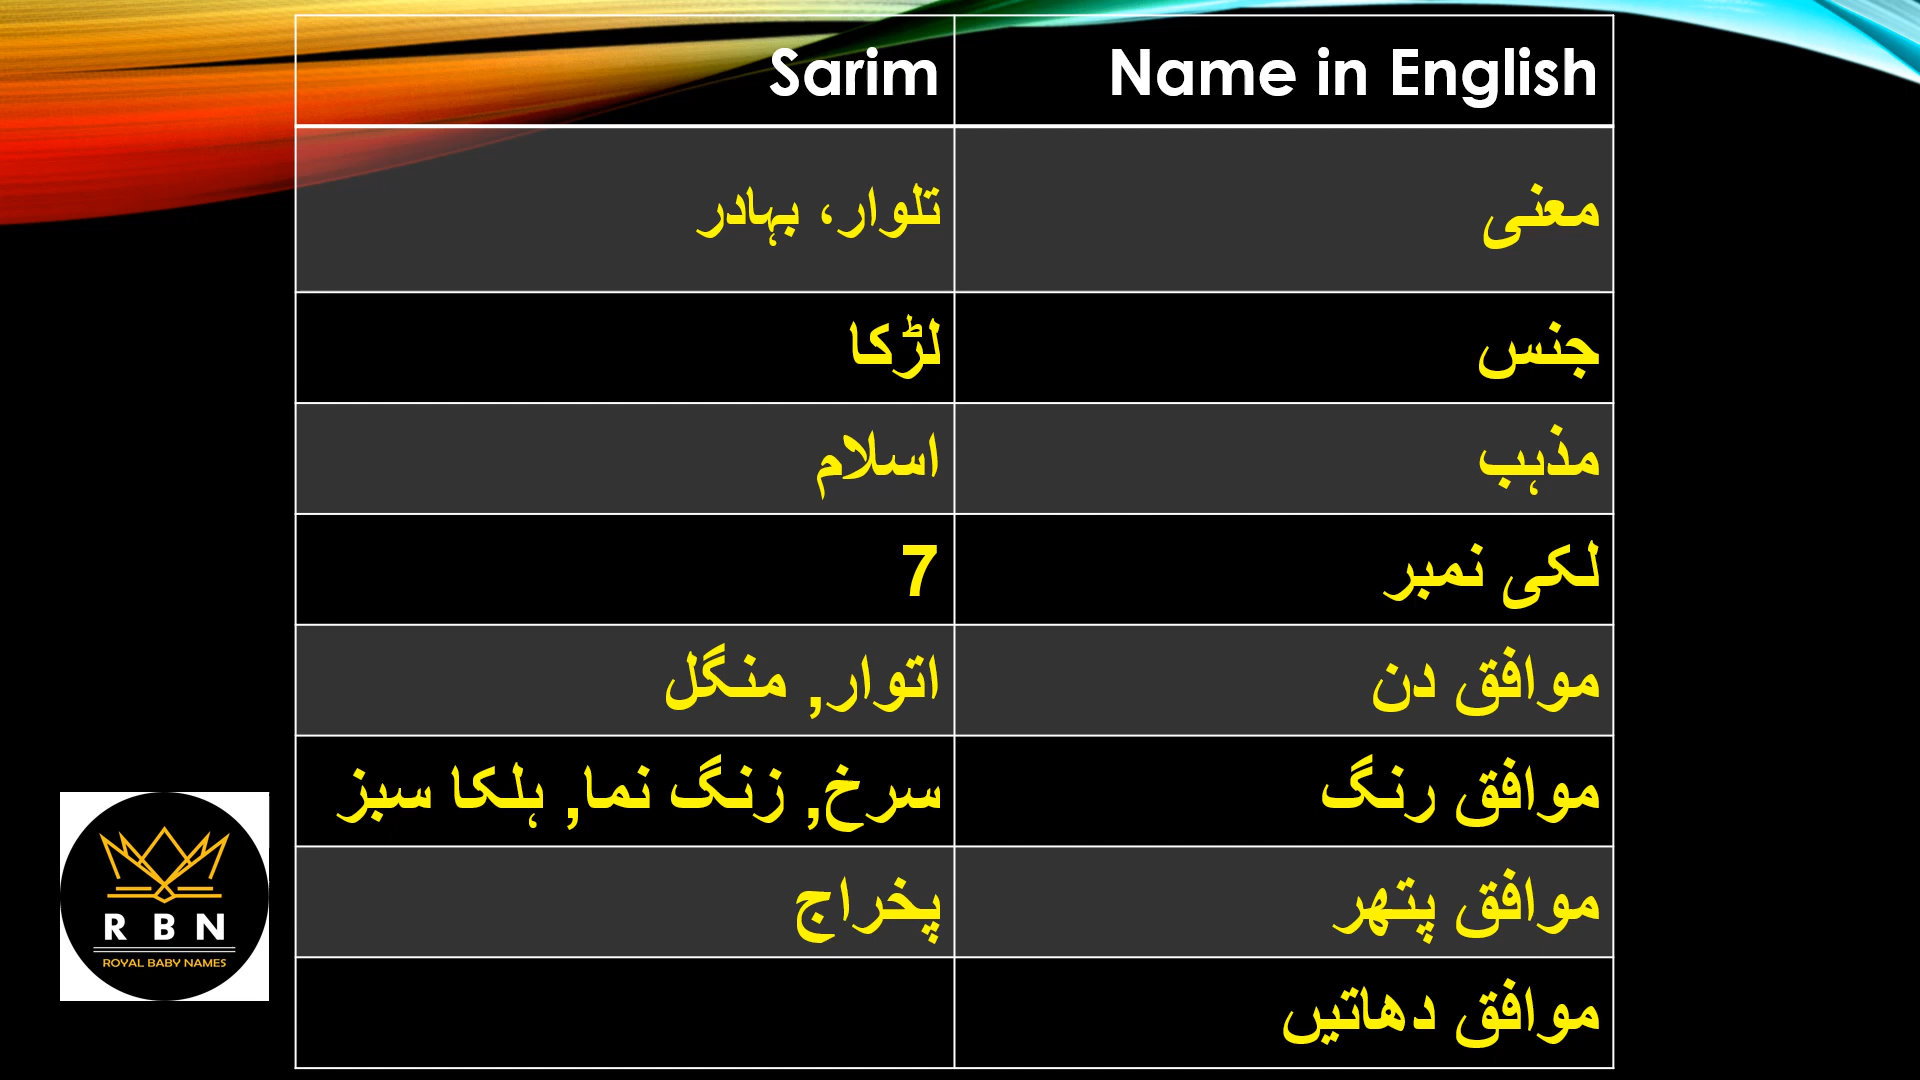 Name in English Sarim
معنی تلوار، بہادر
جنس لڑکا
مذہب اسلام
لکی نمبر 7
موافق دن اتوار, منگل
موافق رنگ سرخ, زنگ نما, ہلکا سبز
موافق پتھر پخراج
موافق دھاتیں
R B N
ROYAL BABY NAMES